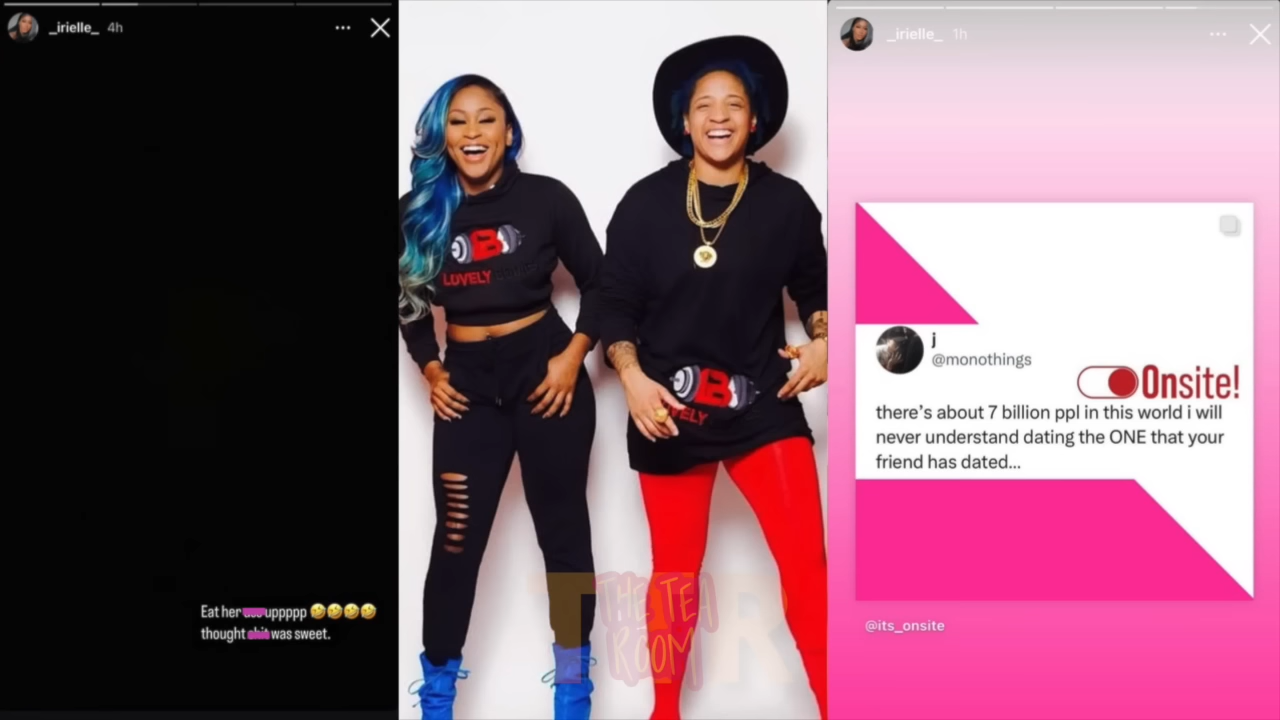 _irielle_ 4h
Eat her uppppp 🤣🤣🤣🤣
thought was sweet.
B
LOVELY
B
LOVELY
T R
THE TEA
ROOM
_irielle_ 1h
j
@monothings
Onsite!
there's about 7 billion ppl in this world i will
never understand dating the ONE that your
friend has dated...
@its_onsite